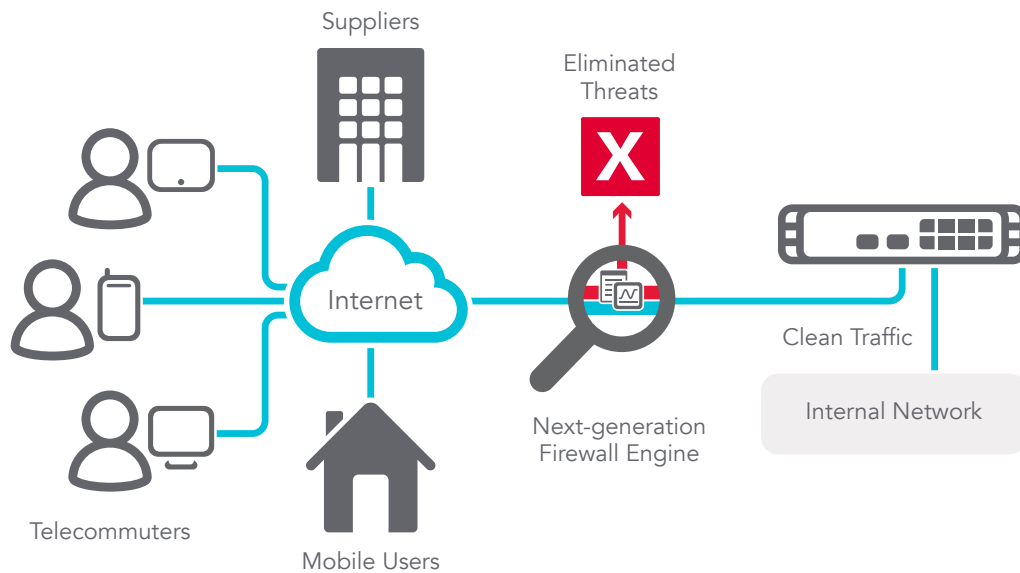 Suppliers
Eliminated
Threats
X
Internet
Clean Traffic
Internal Network
Next-generation
Firewall Engine
Telecommuters
Mobile Users